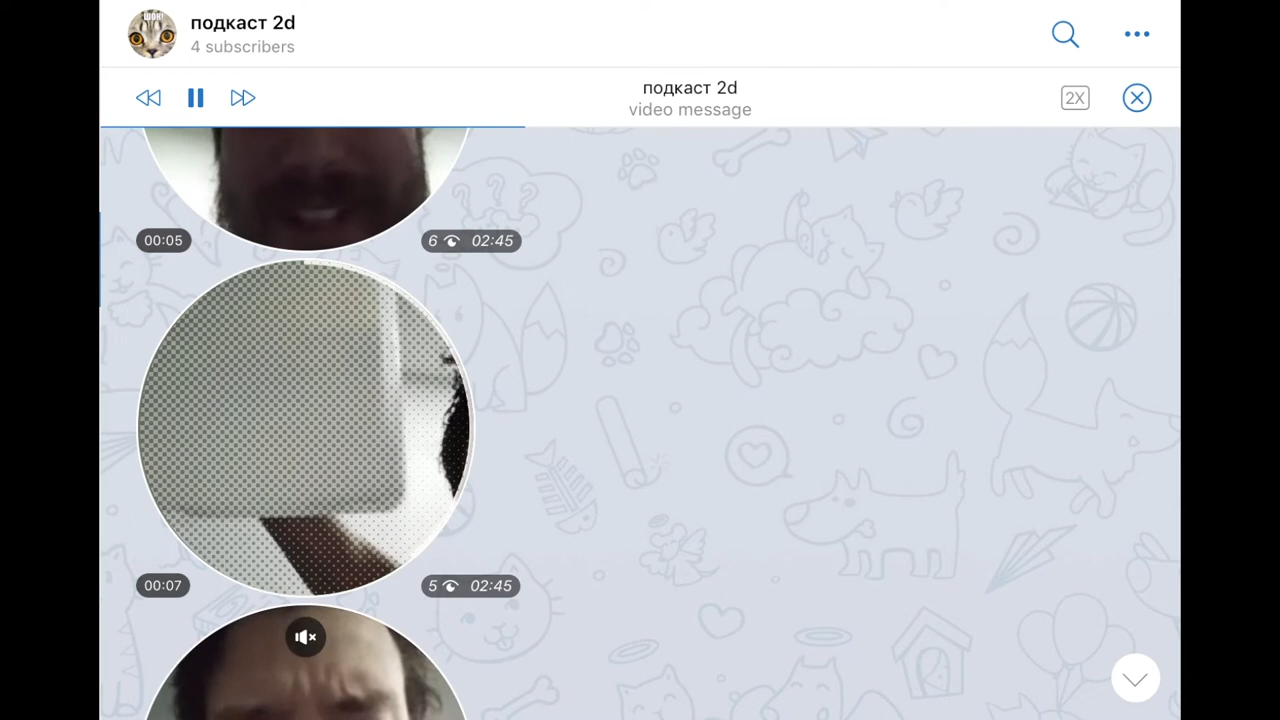 ШОК!
подкаст 2d
4 subscribers
подкаст 2d
video message
2X
00:05
6 02:45
00:07
5 02:45